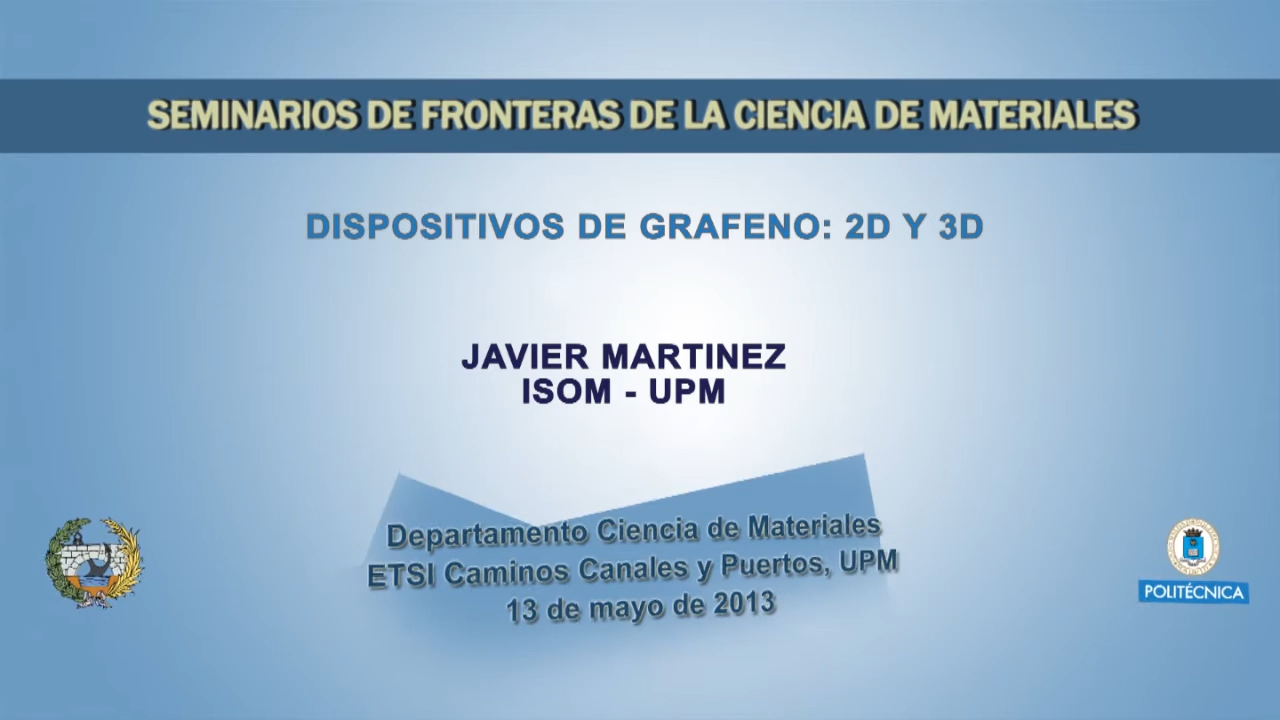 SEMINARIOS DE FRONTERAS DE LA CIENCIA DE MATERIALES
DISPOSITIVOS DE GRAFENO: 2D Y 3D
JAVIER MARTINEZ
ISOM - UPM
Departamento Ciencia de Materiales
ETSI Caminos Canales y Puertos, UPM
13 de mayo de 2013
POLITÉCNICA